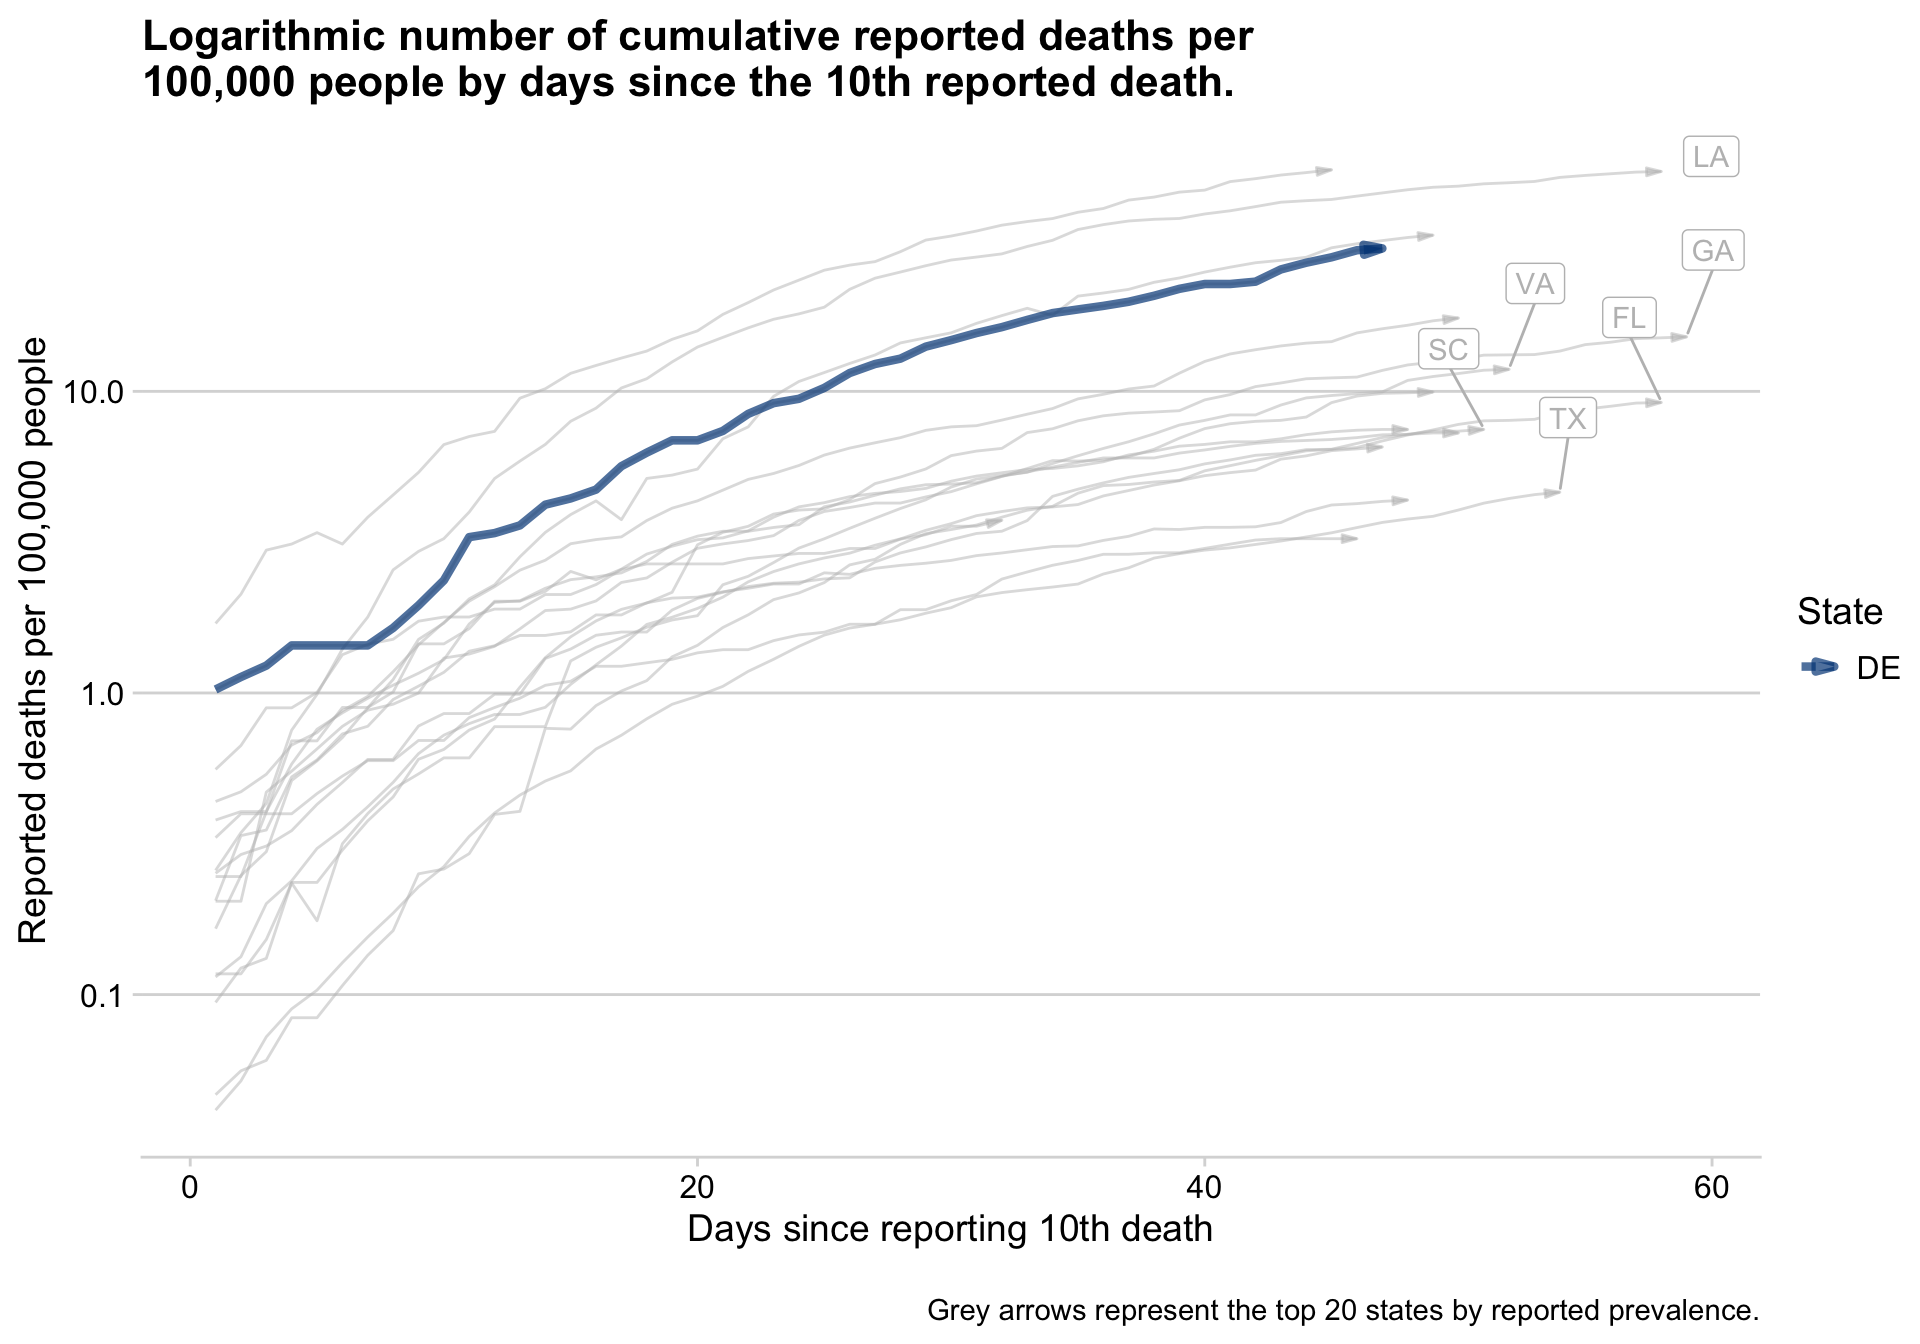 Logarithmic number of cumulative reported deaths per
100,000 people by days since the 10th reported death.
LA
GA
VA
FL
SC
TX
10.0
1.0
0.1
Reported deaths per 100,000 people
State
DE
0
20
40
60
Days since reporting 10th death
Grey arrows represent the top 20 states by reported prevalence.